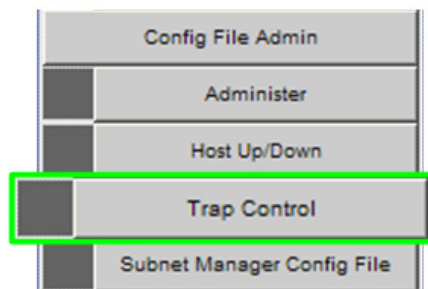 Config File Admin
Administer
Host Up/Down
Trap Control
Subnet Manager Config File